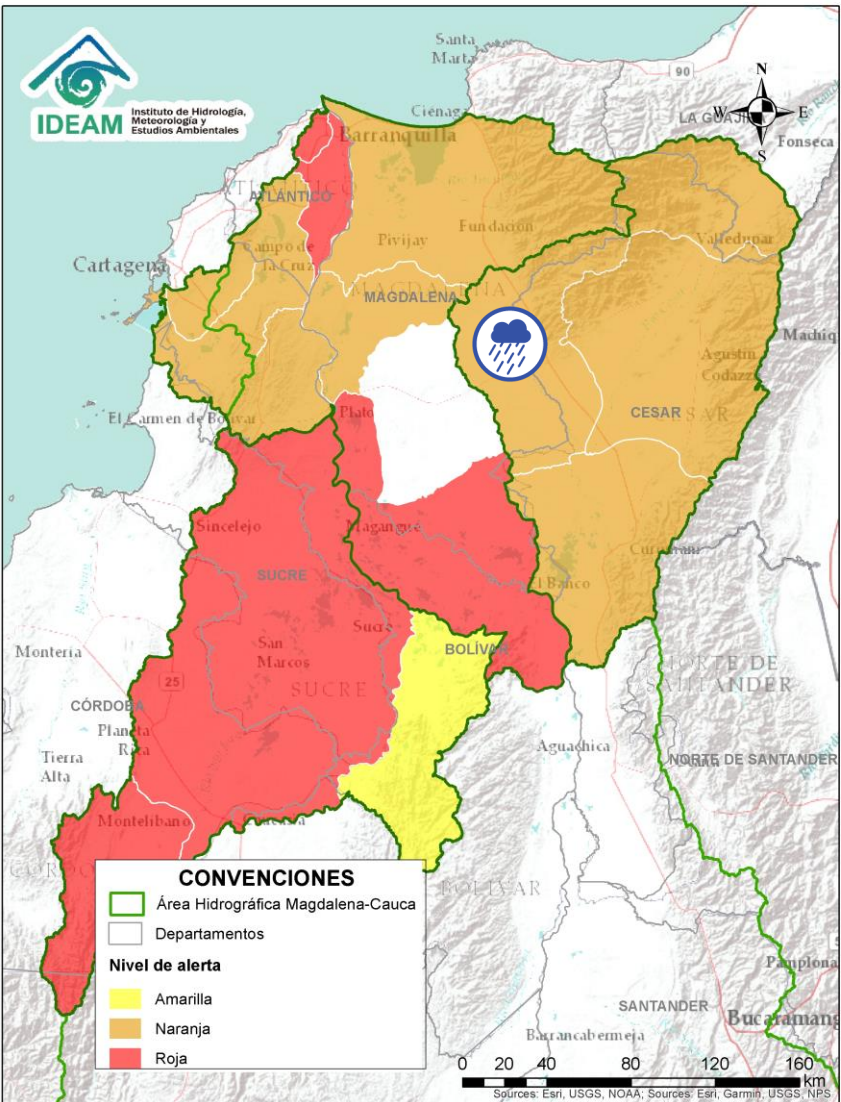 IDEAM
Instituto de Hidrología,
Meteorología y
Estudios Ambientales
Santa
Marta
90
N
W
E
S
Ciénaga
LA GUAJIRA
Fonseca
Barranquilla
ATLÁNTICO
Cartagena
Campo de
la Cruz
Pivijay
Fundación
Valledupar
MAGDALENA
MAGDALENA
Agustín
Codazzi
El Carmen de Bolívar
Plato
CESAR
CESAR
Sincelejo
Magangué
SUCRE
El Banco
Sucre
Montería
San
Marcos
BOLÍVAR
25
SUCRE
NORTE DE
SANTANDER
CÓRDOBA
Planeta
Rica
Tierra
Alta
Aguachica
NORTE DE SANTANDER
Montelíbano
BOLÍVAR
CONVENCIONES
Área Hidrográfica Magdalena-Cauca
Departamentos
Nivel de alerta
Amarilla
Naranja
Roja
Pamplona
SANTANDER
Bucaramang
Barrancabermeja
0 20 40 80 120 160
km
Sources: Esri, USGS, NOAA; Sources: Esri, Garmin, USGS, NPS